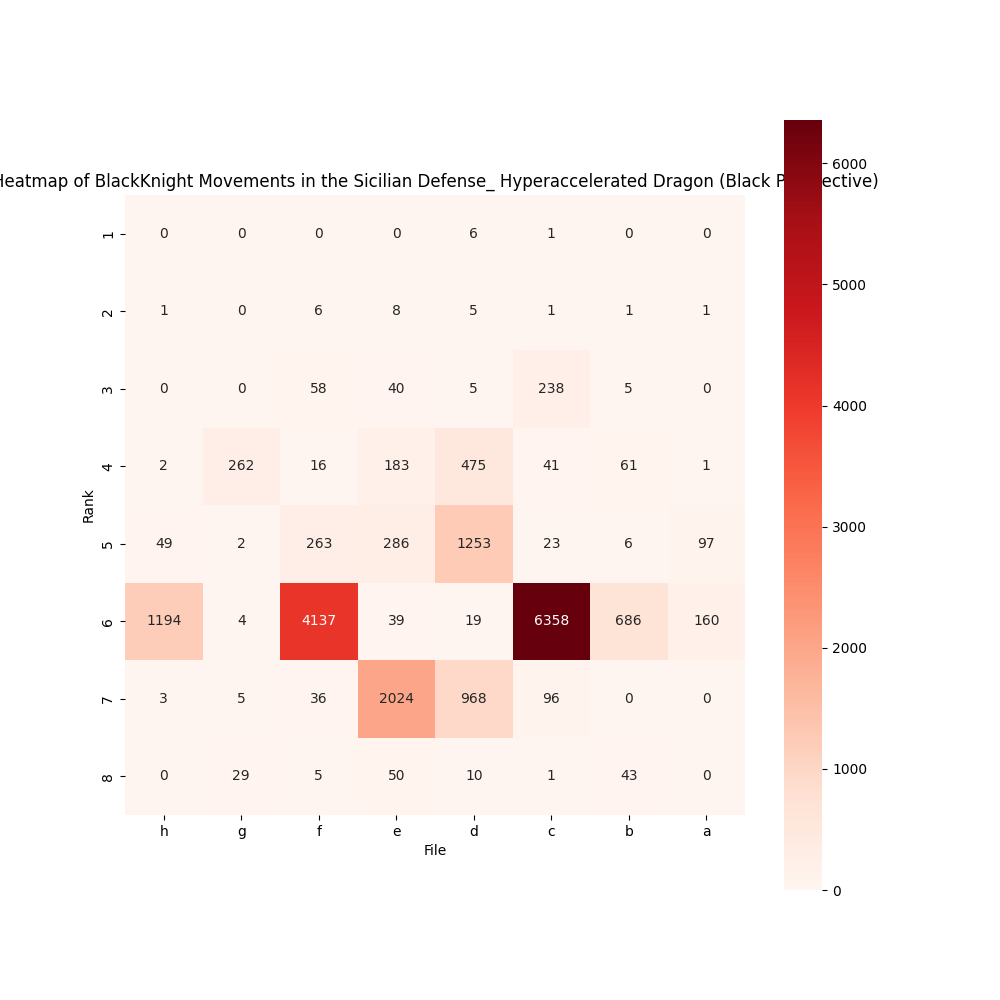 Heatmap of BlackKnight Movements in the Sicilian Defense_ Hyperaccelerated Dragon (Black P ective)
6000
5000
4000
3000
2000
1000
0
Rank
1 0 0 0 0 6 1 0 0
2 1 0 6 8 5 1 1 1
3 0 0 58 40 5 238 5 0
4 2 262 16 183 475 41 61 1
5 49 2 263 286 1253 23 6 97
6 1194 4 4137 39 19 6358 686 160
7 3 5 36 2024 968 96 0 0
8 0 29 5 50 10 1 43 0
h g f e d c b a
File